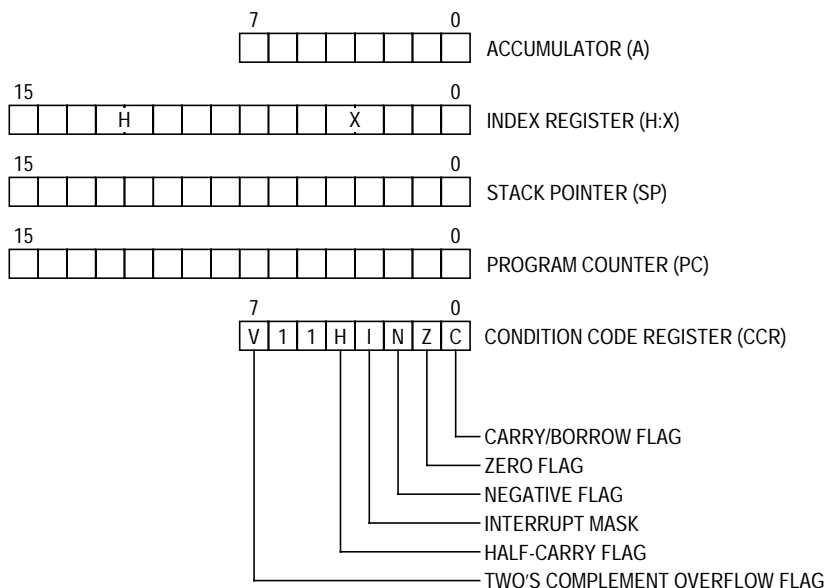 7 0
ACCUMULATOR (A)
15 0
H X INDEX REGISTER (H:X)
15 0
STACK POINTER (SP)
15 0
PROGRAM COUNTER (PC)
7 0
V 1 1 H I N Z C CONDITION CODE REGISTER (CCR)
CARRY/BORROW FLAG
ZERO FLAG
NEGATIVE FLAG
INTERRUPT MASK
HALF-CARRY FLAG
TWO'S COMPLEMENT OVERFLOW FLAG